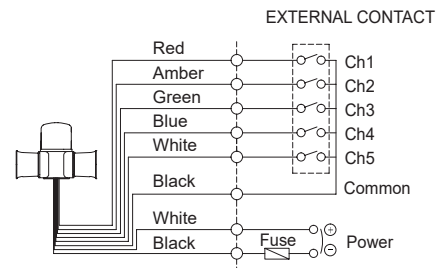 EXTERNAL CONTACT
Red
Ch1
Amber
Ch2
Green
Ch3
Blue
Ch4
White
Ch5
Black
Common
White
Black
Fuse
⊕
⊖
Power